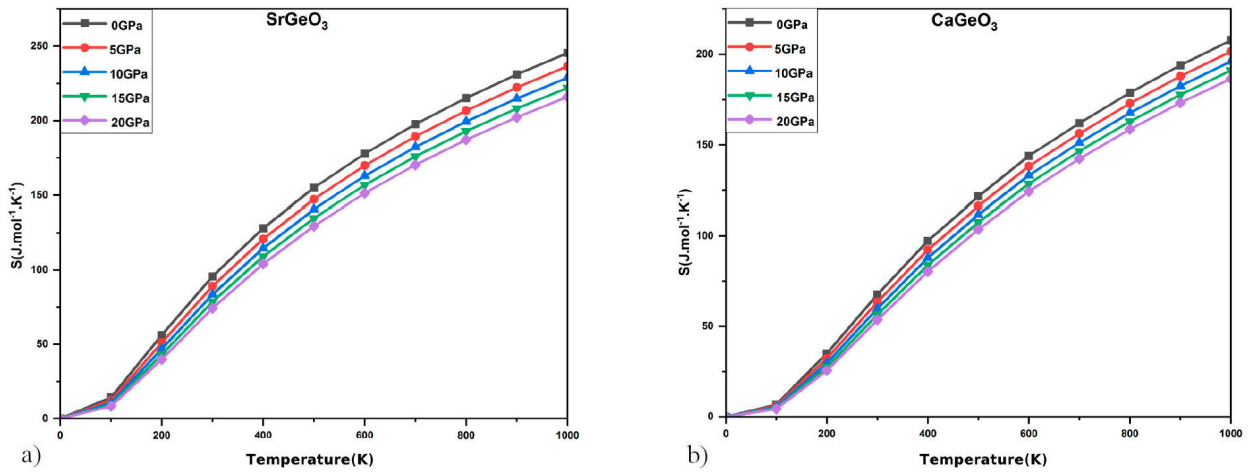 SrGeO₃
0GPa
5GPa
10GPa
15GPa
20GPa
250
200
150
100
50
0
S(J.mol⁻¹.K⁻¹)
0 200 400 600 800 1000
Temperature(K)
a)
CaGeO₃
0GPa
5GPa
10GPa
15GPa
20GPa
200
150
100
50
0
S(J.mol⁻¹.K⁻¹)
0 200 400 600 800 1000
Temperature(K)
b)